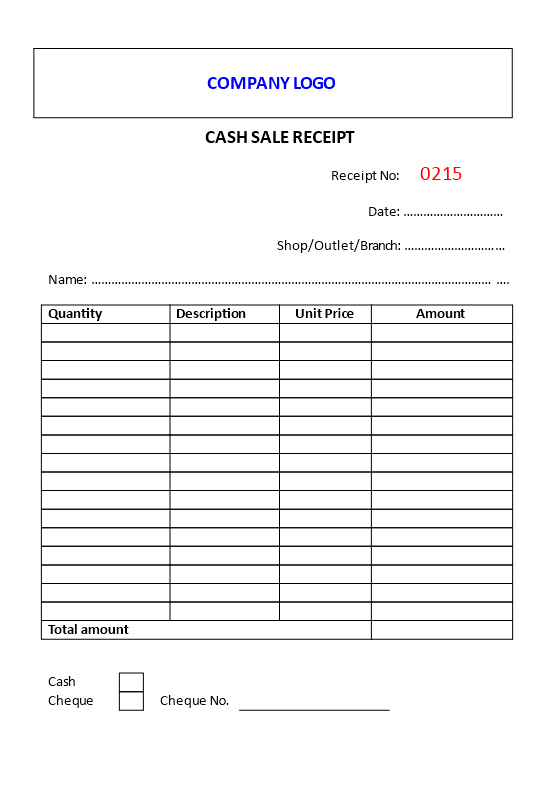 COMPANY LOGO
CASH SALE RECEIPT
Receipt No: 0215
Date: ..............................
Shop/Outlet/Branch: ..............................
Name: ........................................................................................................................ ....
Quantity Description Unit Price Amount
Total amount
Cash
Cheque Cheque No. ______________________